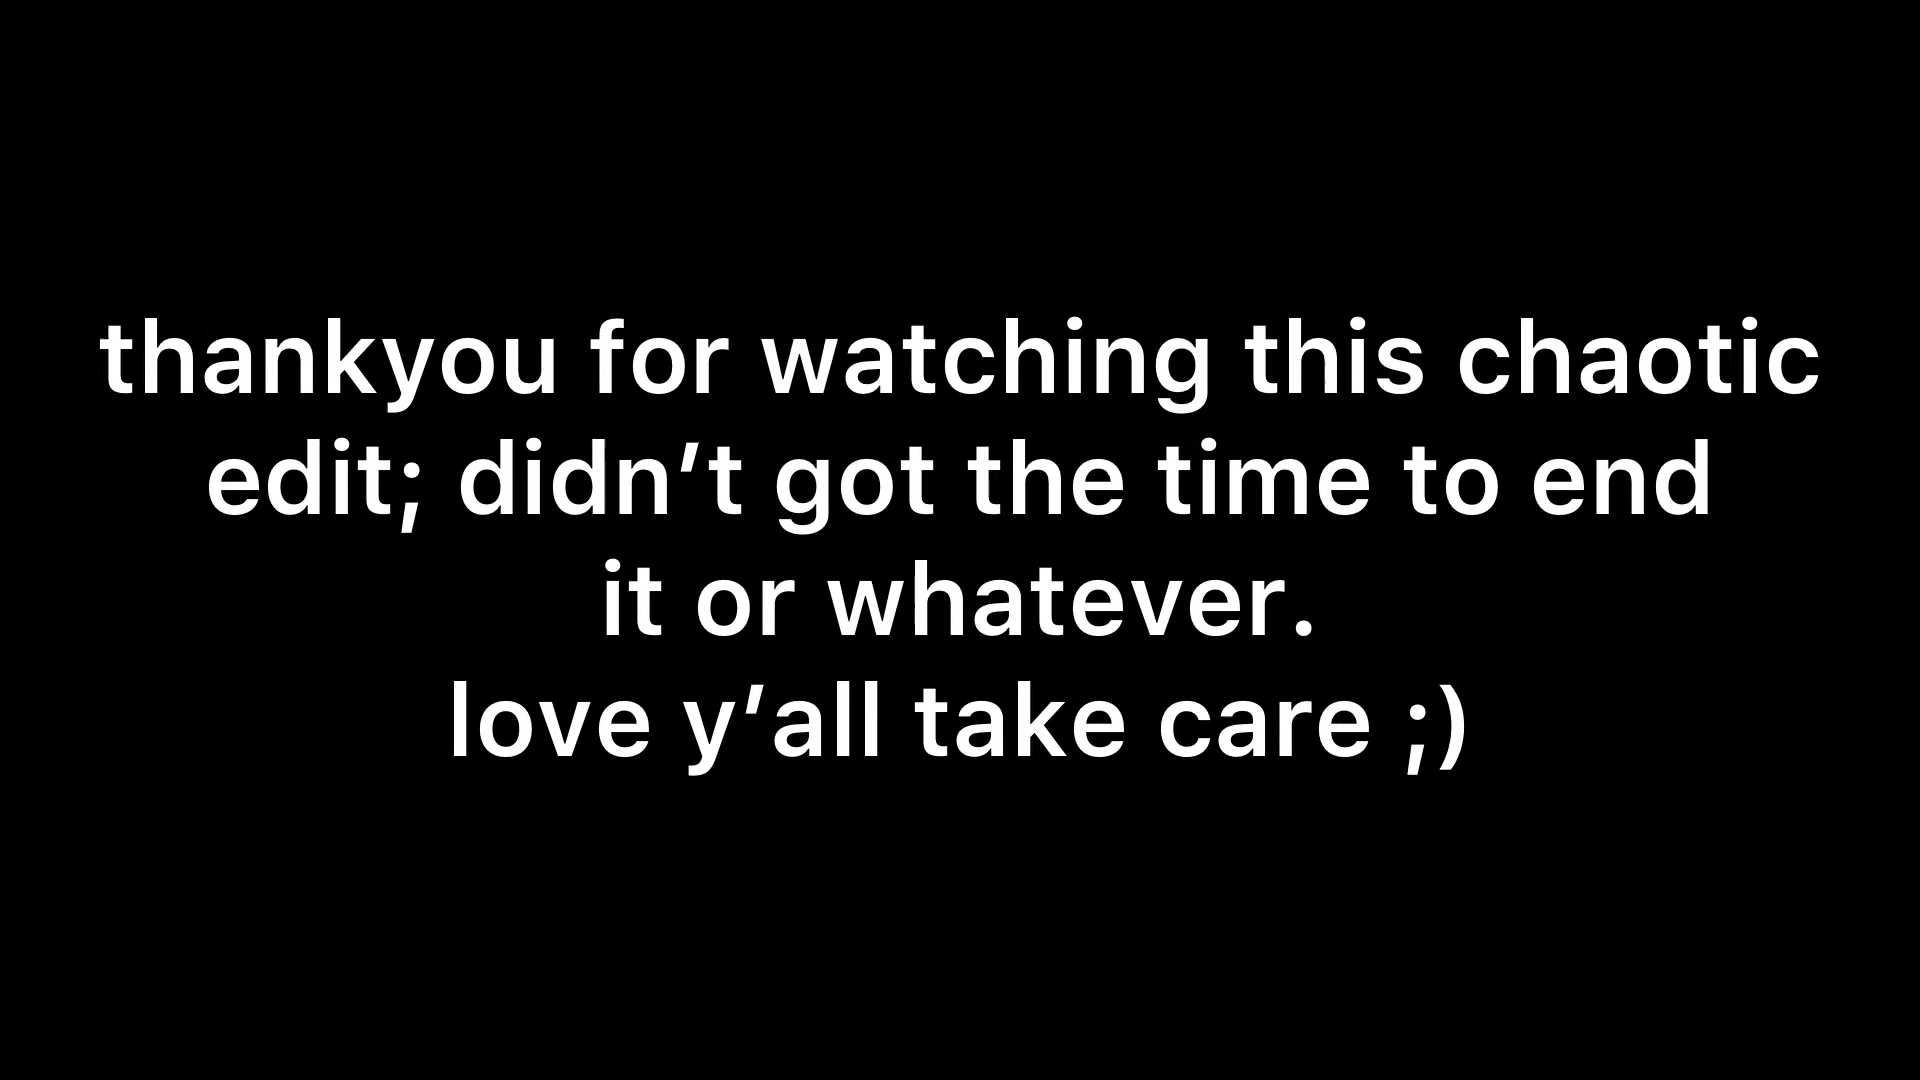 thankyou for watching this chaotic
edit; didn’t got the time to end
it or whatever.
love y’all take care ;)